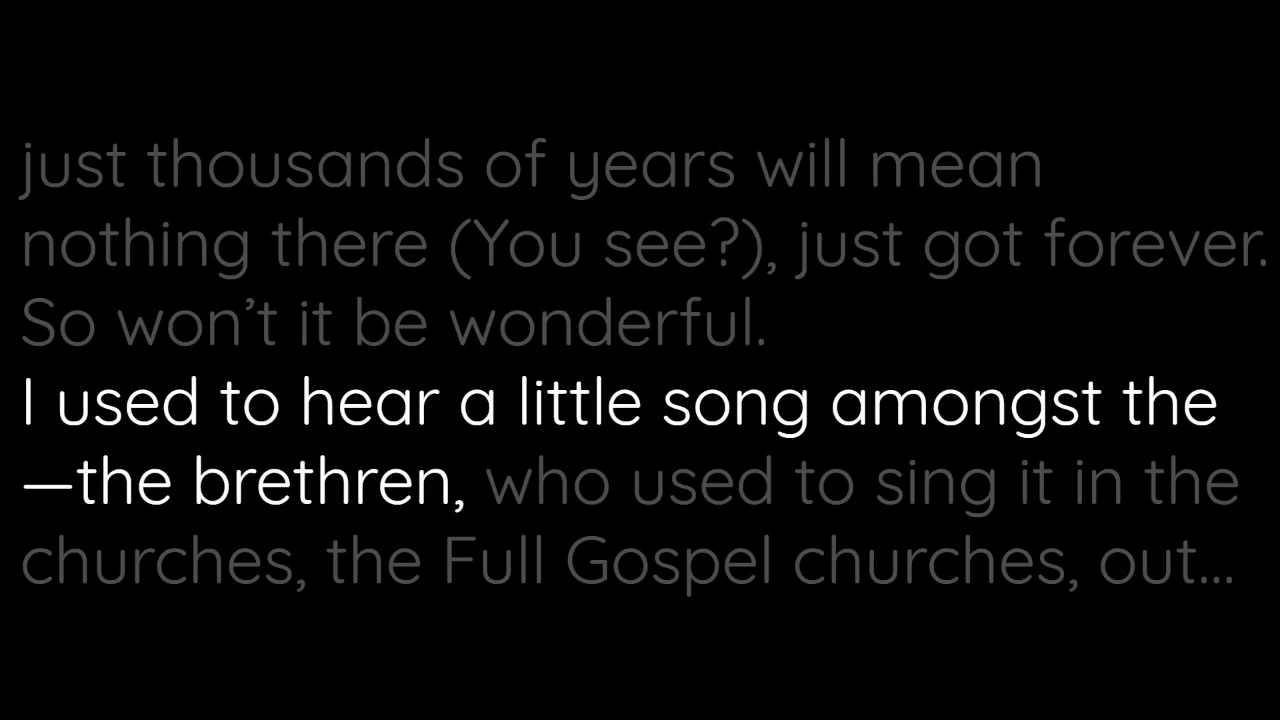 just thousands of years will mean
nothing there (You see?), just got forever.
So won’t it be wonderful.
I used to hear a little song amongst the
—the brethren, who used to sing it in the
churches, the Full Gospel churches, out...